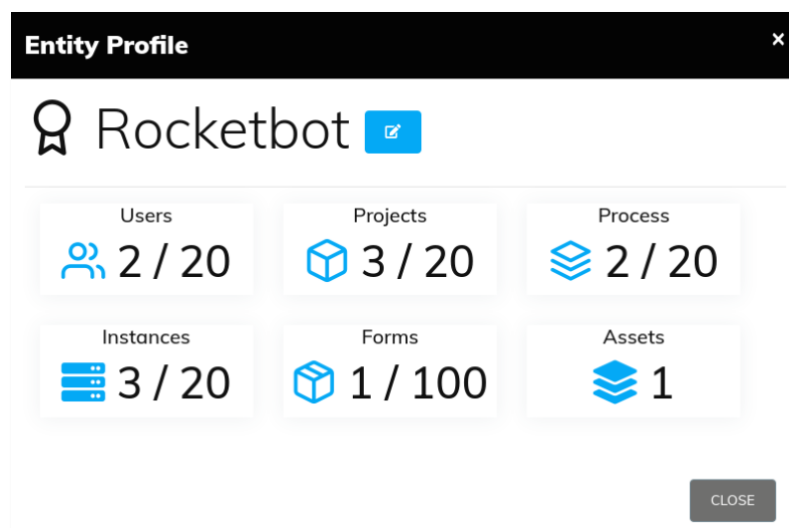 Entity Profile ×
Rocketbot
Users Projects Process
2 / 20 3 / 20 2 / 20
Instances Forms Assets
3 / 20 1 / 100 1
CLOSE